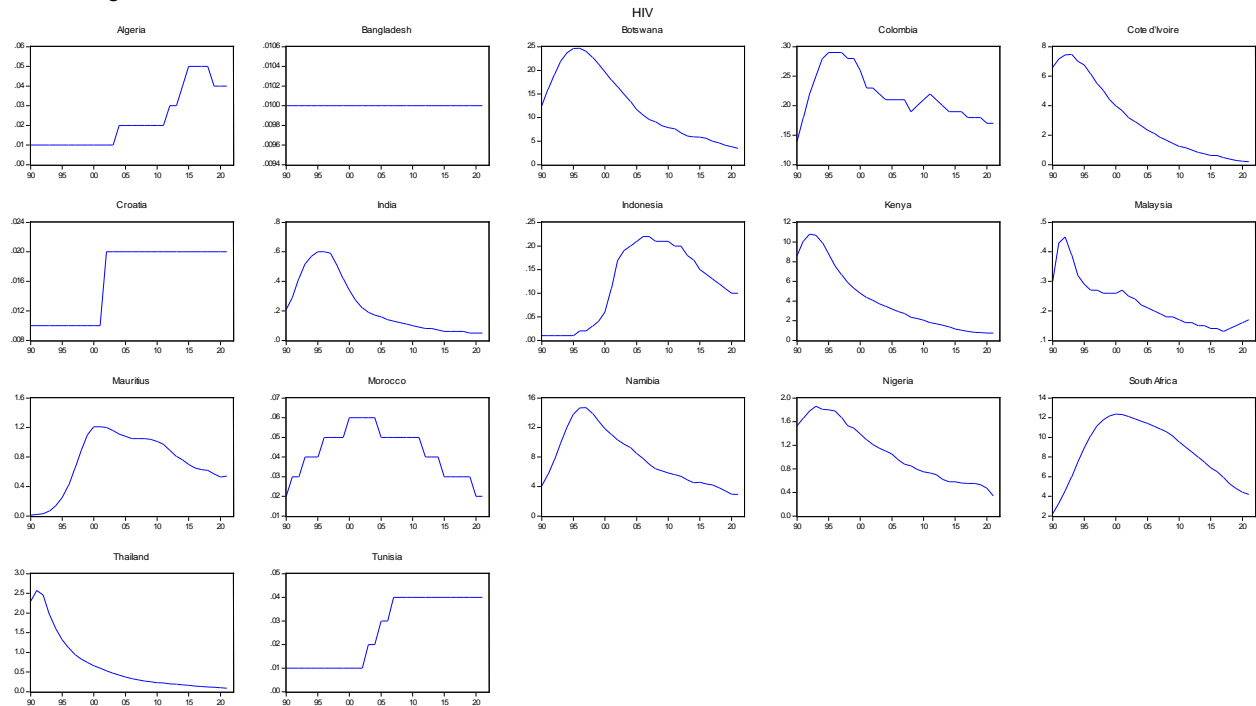 HIV
Algeria
.06
.05
.04
.03
.02
.01
.00
90 95 00 05 10 15 20
Bangladesh
.0106
.0104
.0102
.0100
.0098
.0096
.0094
90 95 00 05 10 15 20
Botswana
25
20
15
10
5
0
90 95 00 05 10 15 20
Colombia
.30
.25
.20
.15
.10
90 95 00 05 10 15 20
Cote d'Ivoire
8
6
4
2
0
90 95 00 05 10 15 20
Croatia
.024
.020
.016
.012
.008
90 95 00 05 10 15 20
India
.8
.6
.4
.2
.0
90 95 00 05 10 15 20
Indonesia
.25
.20
.15
.10
.05
.00
90 95 00 05 10 15 20
Kenya
12
10
8
6
4
2
0
90 95 00 05 10 15 20
Malaysia
.5
.4
.3
.2
.1
90 95 00 05 10 15 20
Mauritius
1.6
1.2
0.8
0.4
0.0
90 95 00 05 10 15 20
Morocco
.07
.06
.05
.04
.03
.02
.01
90 95 00 05 10 15 20
Namibia
16
12
8
4
0
90 95 00 05 10 15 20
Nigeria
2.0
1.6
1.2
0.8
0.4
0.0
90 95 00 05 10 15 20
South Africa
14
12
10
8
6
4
2
90 95 00 05 10 15 20
Thailand
3.0
2.5
2.0
1.5
1.0
0.5
0.0
90 95 00 05 10 15 20
Tunisia
.05
.04
.03
.02
.01
.00
90 95 00 05 10 15 20